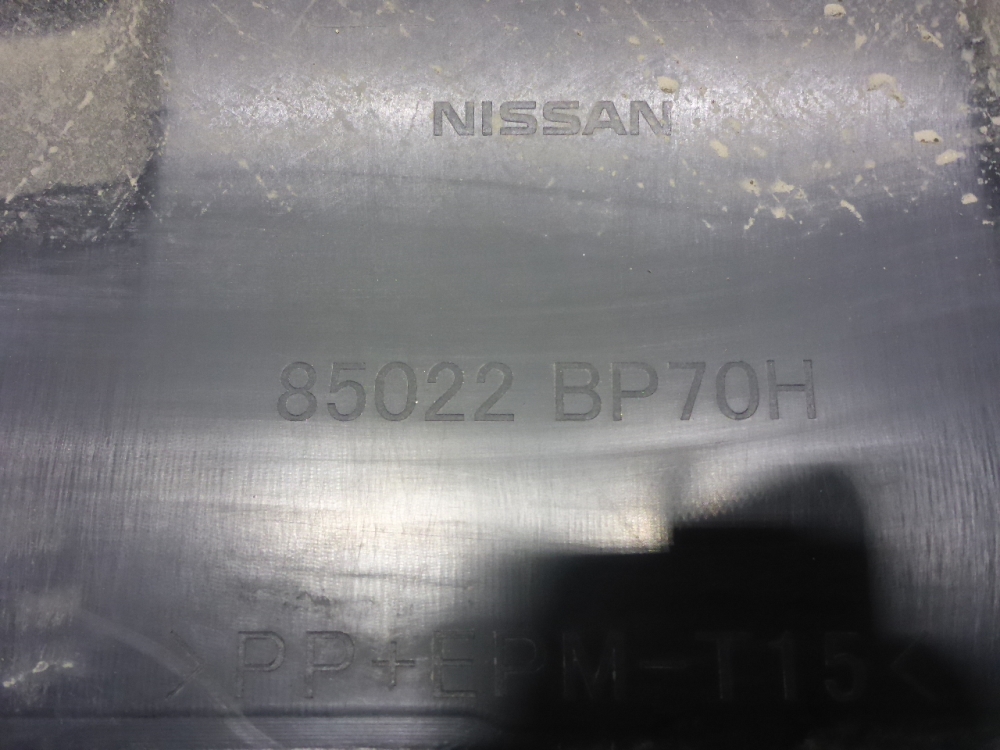 NISSAN
85022 BP70H
>PP+EPM-T15<